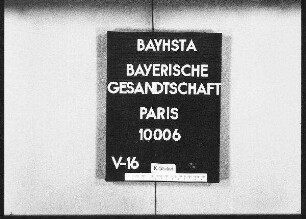 BAYHSTA
BAYERISCHE
GESANDTSCHAFT
PARIS
10006
V-16